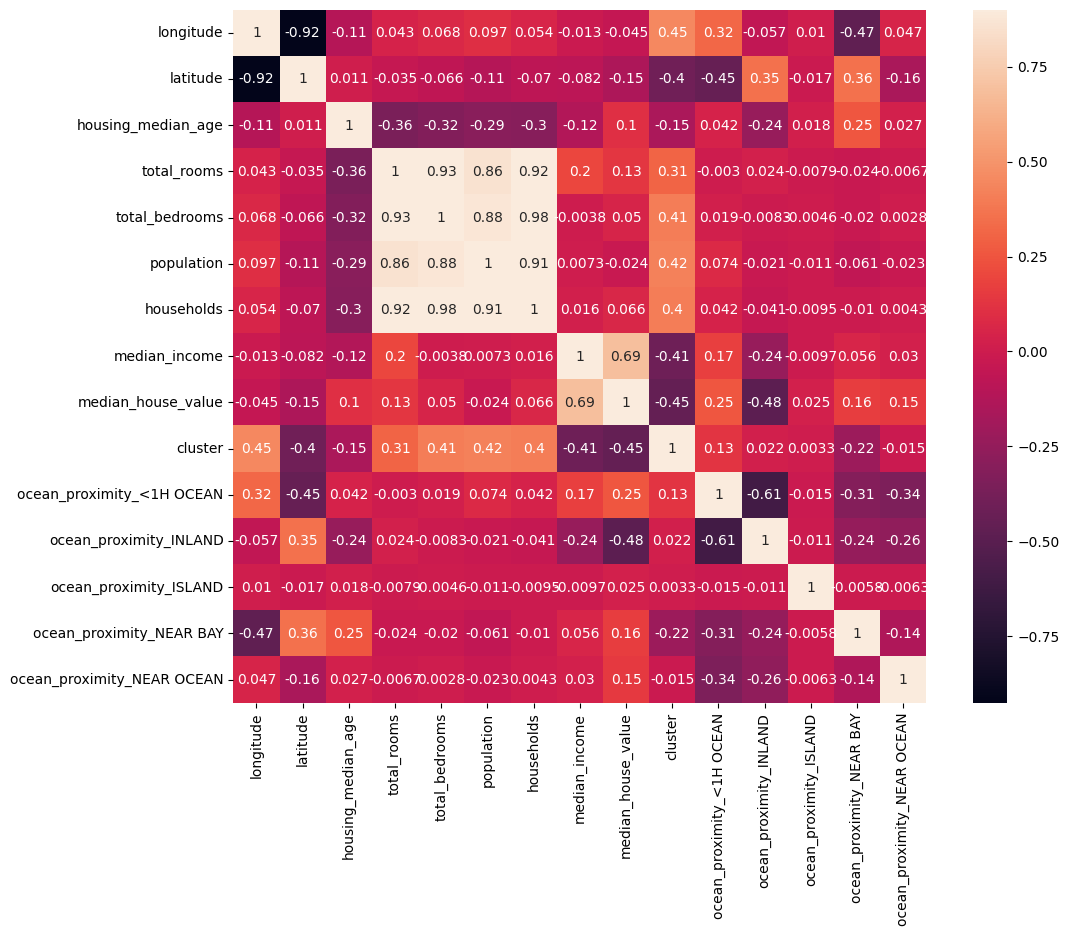 longitude 1 -0.92 -0.11 0.043 0.068 0.097 0.054 -0.013 -0.045 0.45 0.32 -0.057 0.01 -0.47 0.047
latitude -0.92 1 0.011 -0.035 -0.066 -0.11 -0.07 -0.082 -0.15 -0.4 -0.45 0.35 -0.017 0.36 -0.16
housing_median_age -0.11 0.011 1 -0.36 -0.32 -0.29 -0.3 -0.12 0.1 -0.15 0.042 -0.24 0.018 0.25 0.027
total_rooms 0.043 -0.035 -0.36 1 0.93 0.86 0.92 0.2 0.13 0.31 -0.003 0.024 -0.0079 -0.024 -0.0067
total_bedrooms 0.068 -0.066 -0.32 0.93 1 0.88 0.98 -0.0038 0.05 0.41 0.019 -0.0083 -0.0046 -0.02 0.0028
population 0.097 -0.11 -0.29 0.86 0.88 1 0.91 0.0073 -0.024 0.42 0.074 -0.021 -0.011 -0.061 -0.023
households 0.054 -0.07 -0.3 0.92 0.98 0.91 1 0.016 0.066 0.4 0.042 -0.041 -0.0095 -0.01 0.0043
median_income -0.013 -0.082 -0.12 0.2 -0.0038 0.0073 0.016 1 0.69 -0.41 0.17 -0.24 -0.0097 0.056 0.03
median_house_value -0.045 -0.15 0.1 0.13 0.05 -0.024 0.066 0.69 1 -0.45 0.25 -0.48 0.025 0.16 0.15
cluster 0.45 -0.4 -0.15 0.31 0.41 0.42 0.4 -0.41 -0.45 1 0.13 0.022 0.0033 -0.22 -0.015
ocean_proximity_<1H OCEAN 0.32 -0.45 0.042 -0.003 0.019 0.074 0.042 0.17 0.25 0.13 1 -0.61 -0.015 -0.31 -0.34
ocean_proximity_INLAND -0.057 0.35 -0.24 0.024 -0.0083 -0.021 -0.041 -0.24 -0.48 0.022 -0.61 1 -0.011 -0.24 -0.26
ocean_proximity_ISLAND 0.01 -0.017 0.018 -0.0079 -0.0046 -0.011 -0.0095 -0.0097 0.025 0.0033 -0.015 -0.011 1 -0.0058 -0.0063
ocean_proximity_NEAR BAY -0.47 0.36 0.25 -0.024 -0.02 -0.061 -0.01 0.056 0.16 -0.22 -0.31 -0.24 -0.0058 1 -0.14
ocean_proximity_NEAR OCEAN 0.047 -0.16 0.027 -0.0067 0.0028 -0.023 0.0043 0.03 0.15 -0.015 -0.34 -0.26 -0.0063 -0.14 1
longitude
latitude
housing_median_age
total_rooms
total_bedrooms
population
households
median_income
median_house_value
cluster
ocean_proximity_<1H OCEAN
ocean_proximity_INLAND
ocean_proximity_ISLAND
ocean_proximity_NEAR BAY
ocean_proximity_NEAR OCEAN
0.75
0.50
0.25
0.00
-0.25
-0.50
-0.75